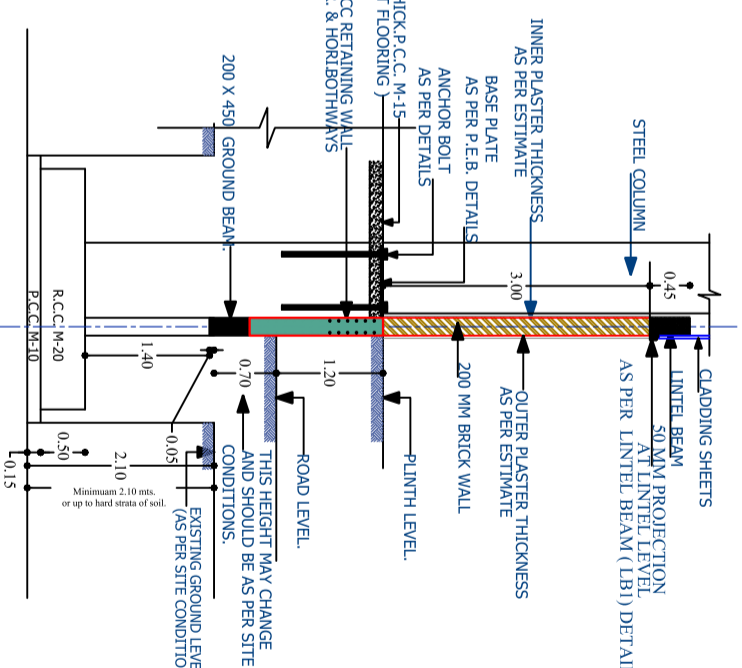 CLADDING SHEETS
LINTEL BEAM
50 MM PROJECTION
AT LINTEL LEVEL
AS PER LINTEL BEAM ( LB1) DETAI
STEEL COLUMN
0.45
INNER PLASTER THICKNESS
AS PER ESTIMATE
BASE PLATE
AS PER P.E.B. DETAILS
ANCHOR BOLT
AS PER DETAILS
3.00
OUTER PLASTER THICKNESS
AS PER ESTIMATE
200 MM BRICK WALL
HICK.P.C.C. M-15
T FLOORING )
PLINTH LEVEL.
CC RETAINING WALL
. & HORI.BOTHWAYS
1.20
ROAD LEVEL.
THIS HEIGHT MAY CHANGE
AND SHOULD BE AS PER SITE
CONDITIONS.
0.70
200 X 450 GROUND BEAM.
EXISTING GROUND LEVE
(AS PER SITE CONDITIO
0.05
1.40
2.10
Minimuam 2.10 mts.
or up to hard strata of soil.
R.C.C. M-20
0.50
P.C.C. M-10
0.15